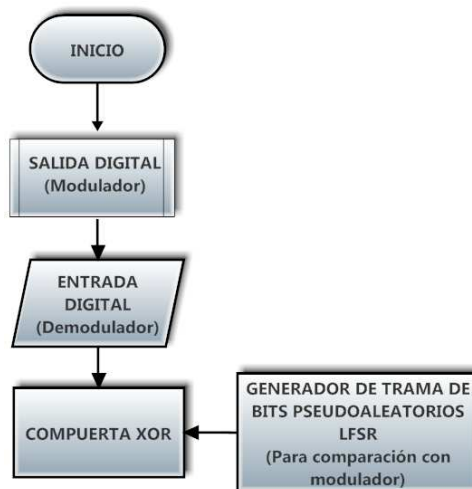 INICIO
SALIDA DIGITAL
(Modulador)
ENTRADA
DIGITAL
(Demodulador)
COMPUERTA XOR
GENERADOR DE TRAMA DE
BITS PSEUDOALEATORIOS
LFSR
(Para comparación con
modulador)